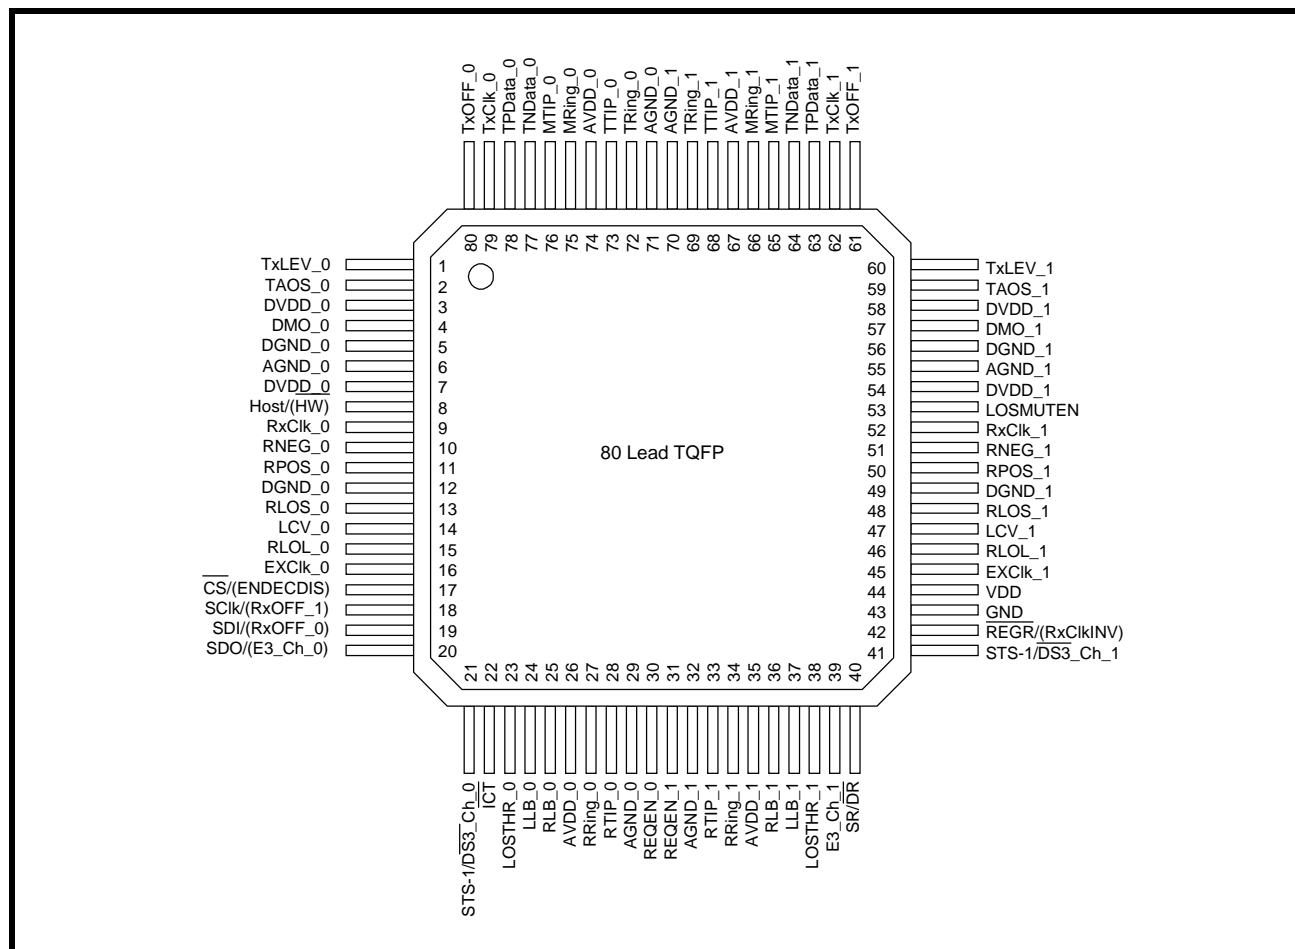 TxOFF_0
TxClk_0
TPData_0
TNData_0
MTIP_0
MRing_0
AVDD_0
TTIP_0
TRing_0
AGND_0
AGND_1
TRing_1
TTIP_1
AVDD_1
MRing_1
MTIP_1
TNData_1
TPData_1
TxClk_1
TxOFF_1
80
79
78
77
76
75
74
73
72
71
70
69
68
67
66
65
64
63
62
61
TxLEV_0 1
TAOS_0 2
DVDD_0 3
DMO_0 4
DGND_0 5
AGND_0 6
DVDD_0 7
Host/(H̅W̅) 8
RxClk_0 9
RNEG_0 10
RPOS_0 11
DGND_0 12
RLOS_0 13
LCV_0 14
RLOL_0 15
EXClk_0 16
C̅S̅/(ENDECDIS) 17
SClk/(RxOFF_1) 18
SDI/(RxOFF_0) 19
SDO/(E3_Ch_0) 20
80 Lead TQFP
60 TxLEV_1
59 TAOS_1
58 DVDD_1
57 DMO_1
56 DGND_1
55 AGND_1
54 DVDD_1
53 LOSMUTEN
52 RxClk_1
51 RNEG_1
50 RPOS_1
49 DGND_1
48 RLOS_1
47 LCV_1
46 RLOL_1
45 EXClk_1
44 VDD
43 GND
42 R̅E̅G̅R̅/(RxClkINV)
41 STS-1/D̅S̅3̅_Ch_1
21
22
23
24
25
26
27
28
29
30
31
32
33
34
35
36
37
38
39
40
STS-1/D̅S̅3̅_Ch_0
I̅C̅T̅
LOSTHR_0
LLB_0
RLB_0
AVDD_0
RRing_0
RTIP_0
AGND_0
REQEN_0
REQEN_1
AGND_1
RTIP_1
RRing_1
AVDD_1
RLB_1
LLB_1
LOSTHR_1
E3_Ch_1
SR/D̅R̅